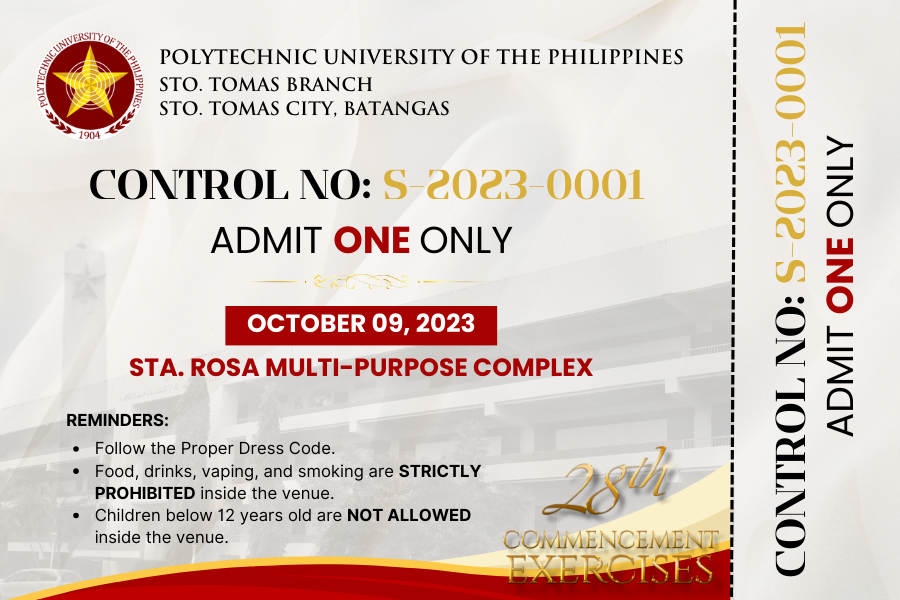 POLYTECHNIC UNIVERSITY OF THE PHILIPPINES
1904
POLYTECHNIC UNIVERSITY OF THE PHILIPPINES
STO. TOMAS BRANCH
STO. TOMAS CITY, BATANGAS
CONTROL NO: S-2023-0001
ADMIT ONE ONLY
OCTOBER 09, 2023
STA. ROSA MULTI-PURPOSE COMPLEX
REMINDERS:
• Follow the Proper Dress Code.
• Food, drinks, vaping, and smoking are STRICTLY
PROHIBITED inside the venue.
• Children below 12 years old are NOT ALLOWED
inside the venue.
28th
COMMENCEMENT
EXERCISES
CONTROL NO: S-2023-0001
ADMIT ONE ONLY